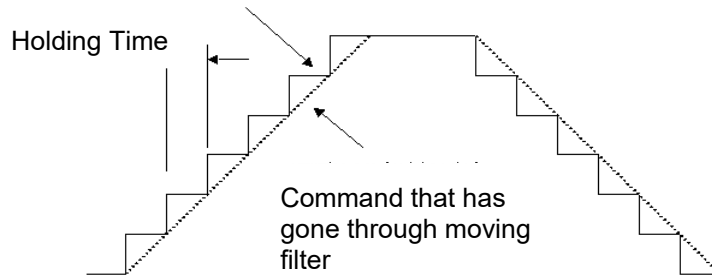 Holding Time
Command that has
gone through moving
filter